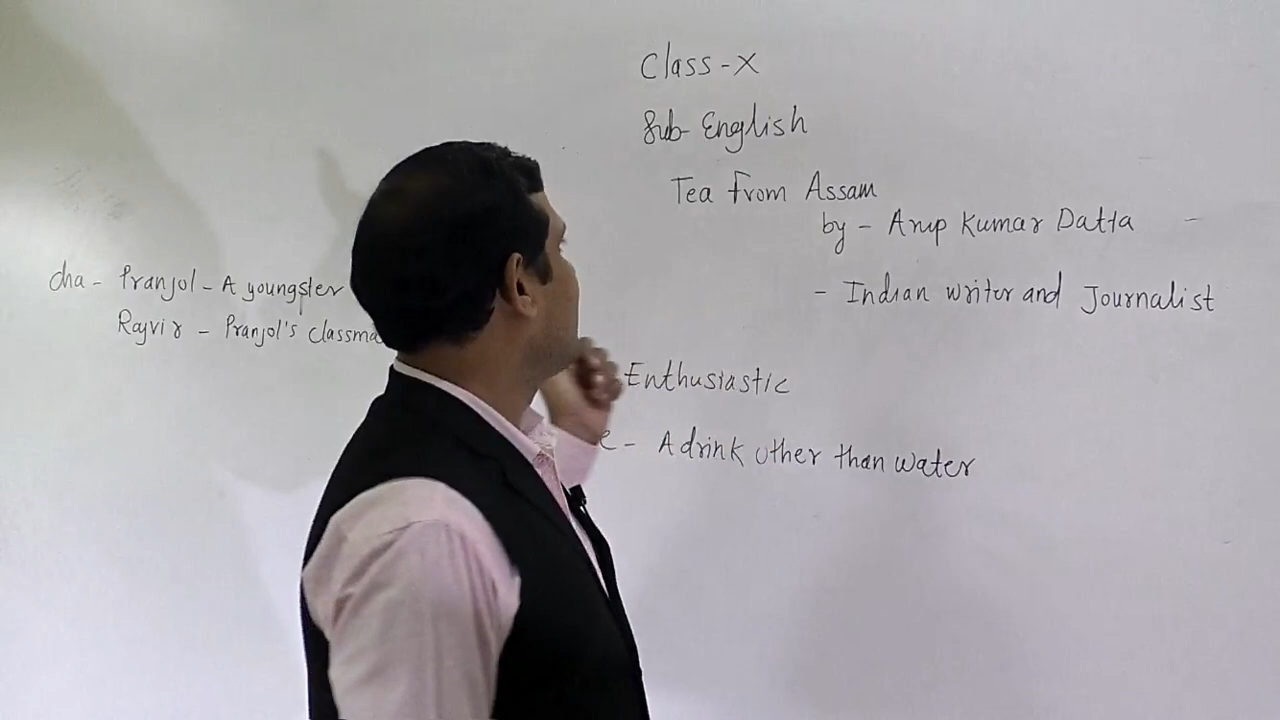 Class-X
Sub- English
Tea From Assam
by - Arup Kumar Datta
- Indian writer and Journalist
cha - Pranjol - A youngster
Rajvir - Pranjol's
Enthusiastic
- A drink other than water